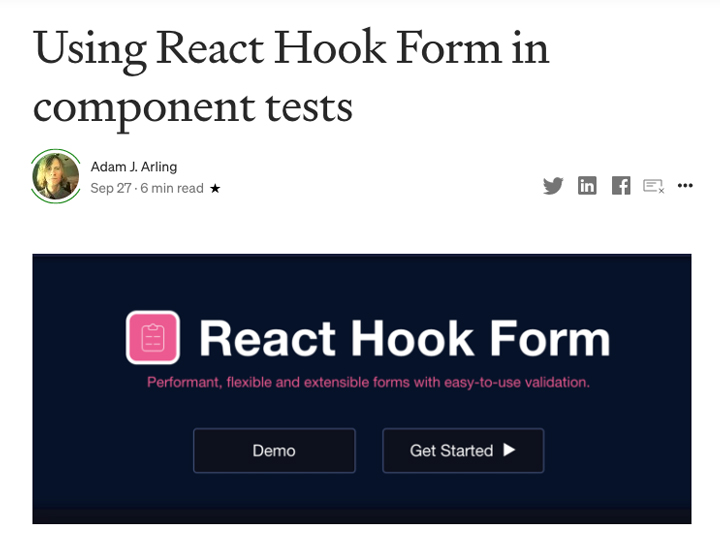 Using React Hook Form in
component tests
Adam J. Arling
Sep 27 · 6 min read ★
React Hook Form
Performant, flexible and extensible forms with easy-to-use validation.
Demo
Get Started ▶